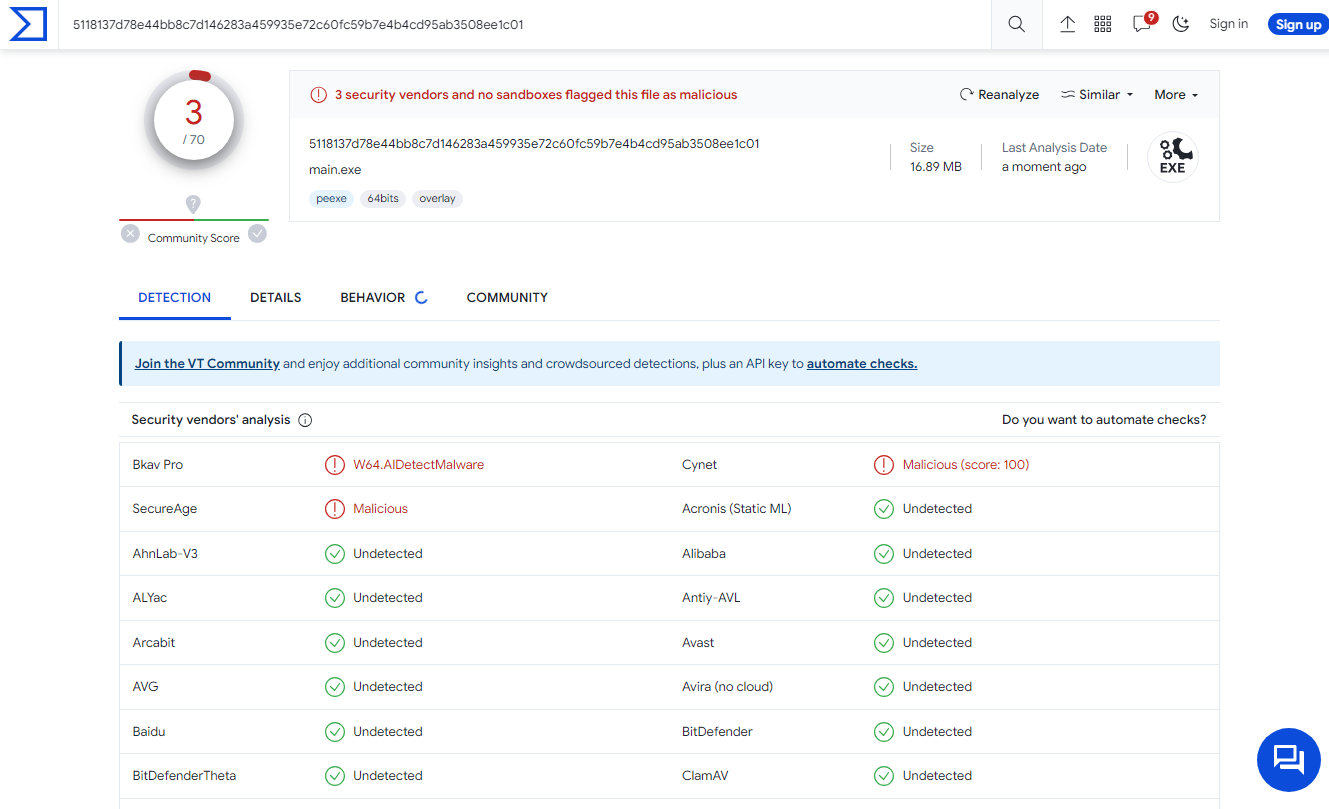 5118137d78e44bb8c7d146283a459935e72c60fc59b7e4b4cd95ab3508ee1c01
9
Sign in
Sign up
3
/ 70
Community Score
3 security vendors and no sandboxes flagged this file as malicious
Reanalyze
Similar
More
5118137d78e44bb8c7d146283a459935e72c60fc59b7e4b4cd95ab3508ee1c01
main.exe
peexe 64bits overlay
Size
16.89 MB
Last Analysis Date
a moment ago
EXE
DETECTION DETAILS BEHAVIOR COMMUNITY
Join the VT Community and enjoy additional community insights and crowdsourced detections, plus an API key to automate checks.
Security vendors' analysis Do you want to automate checks?
Bkav Pro W64.AIDetectMalware Cynet Malicious (score: 100)
SecureAge Malicious Acronis (Static ML) Undetected
AhnLab-V3 Undetected Alibaba Undetected
ALYac Undetected Antiy-AVL Undetected
Arcabit Undetected Avast Undetected
AVG Undetected Avira (no cloud) Undetected
Baidu Undetected BitDefender Undetected
BitDefenderTheta Undetected ClamAV Undetected